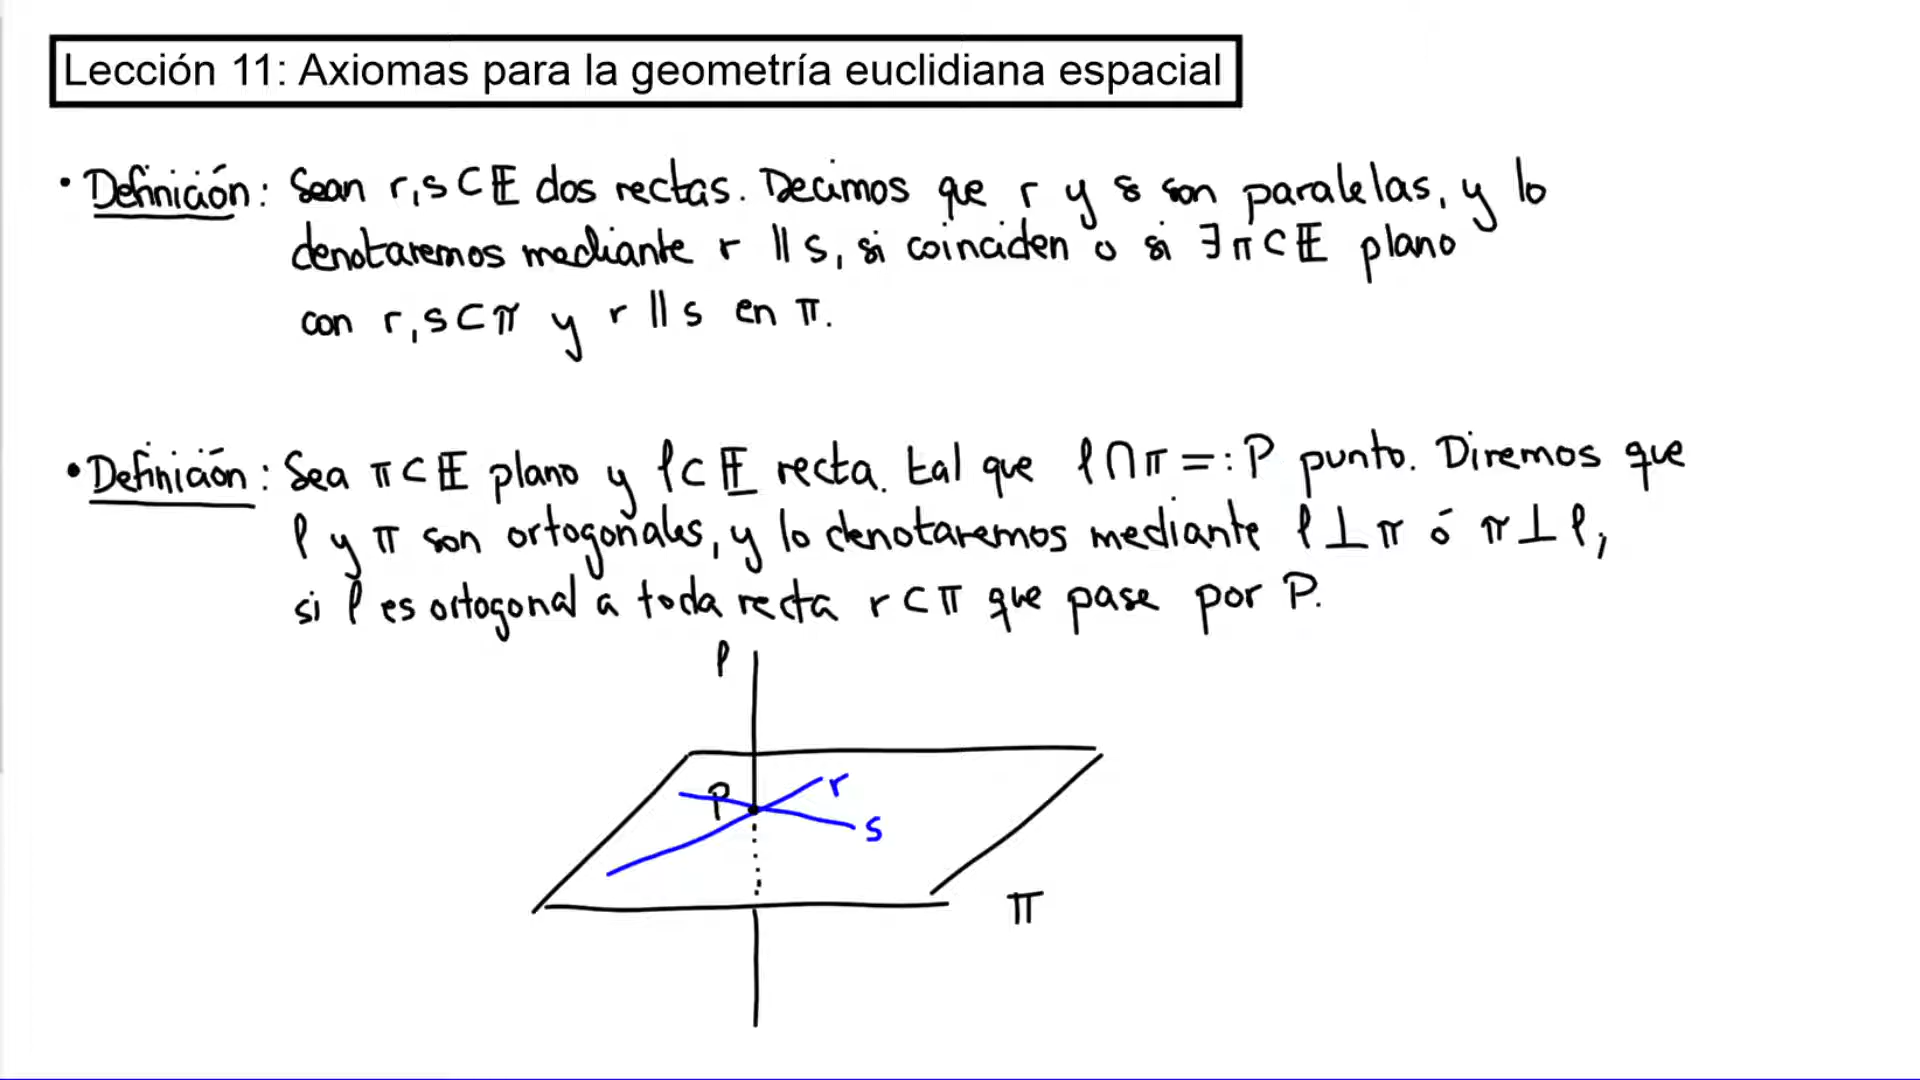 Lección 11: Axiomas para la geometría euclidiana espacial
• Definición: Sean r,s ⊂ 𝔼 dos rectas. Decimos que r y s son paralelas, y lo
denotaremos mediante r ∥ s, si coinciden o si ∃π ⊂ 𝔼 plano
con r,s ⊂ π y r ∥ s en π.
• Definición: Sea π ⊂ 𝔼 plano y ℓ ⊂ 𝔼 recta tal que ℓ ∩ π =: P punto. Diremos que
ℓ y π son ortogonales, y lo denotaremos mediante ℓ ⊥ π ó π ⊥ ℓ,
si ℓ es ortogonal a toda recta r ⊂ π que pase por P.
ℓ
P
r
s
π